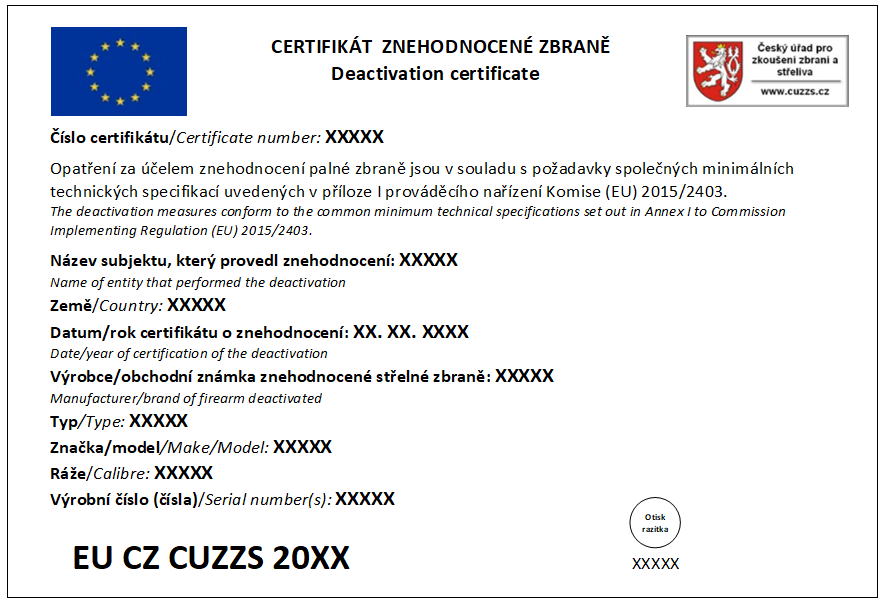 CERTIFIKÁT ZNEHODNOCENÉ ZBRANĚ
Deactivation certificate
Český úřad pro
zkoušení zbraní a
střeliva
www.cuzzs.cz
Číslo certifikátu/Certificate number: XXXXX
Opatření za účelem znehodnocení palné zbraně jsou v souladu s požadavky společných minimálních
technických specifikací uvedených v příloze I prováděcího nařízení Komise (EU) 2015/2403.
The deactivation measures conform to the common minimum technical specifications set out in Annex I to Commission
Implementing Regulation (EU) 2015/2403.
Název subjektu, který provedl znehodnocení: XXXXX
Name of entity that performed the deactivation
Země/Country: XXXXX
Datum/rok certifikátu o znehodnocení: XX. XX. XXXX
Date/year of certification of the deactivation
Výrobce/obchodní známka znehodnocené střelné zbraně: XXXXX
Manufacturer/brand of firearm deactivated
Typ/Type: XXXXX
Značka/model/Make/Model: XXXXX
Ráže/Calibre: XXXXX
Výrobní číslo (čísla)/Serial number(s): XXXXX
Otisk
razítka
EU CZ CUZZS 20XX
XXXXX